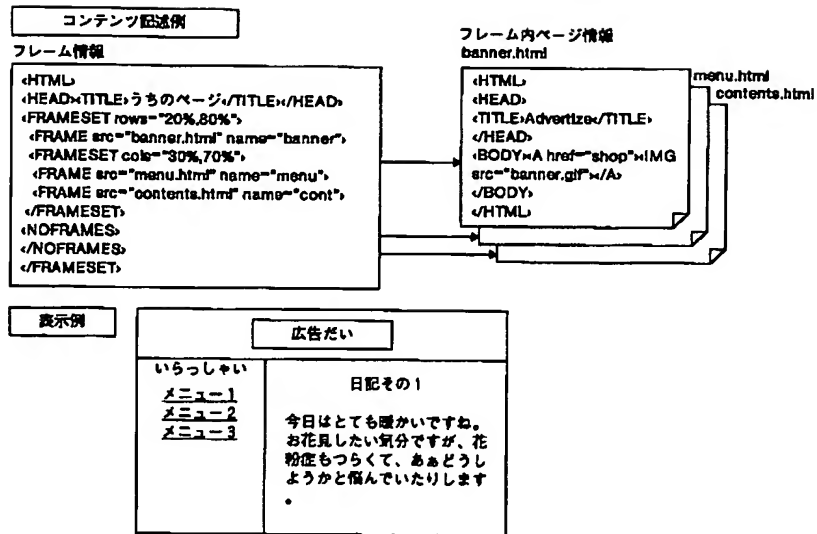 コンテンツ記述例
フレーム情報
<HTML>
<HEAD><TITLE>うちのページ</TITLE></HEAD>
<FRAMESET rows="20%,80%">
<FRAME src="banner.html" name="banner">
<FRAMESET cols="30%,70%">
<FRAME src="menu.html" name="menu">
<FRAME src="contents.html" name="cont">
</FRAMESET>
<NOFRAMES>
</NOFRAMES>
</FRAMESET>
フレーム内ページ情報
banner.html
menu.html
contents.html
<HTML>
<HEAD>
<TITLE>Advertize</TITLE>
</HEAD>
<BODY><A href="shop"><IMG
src="banner.gif"></A>
</BODY>
</HTML>
表示例
広告だい
いらっしゃい
メニュー1
メニュー2
メニュー3
日記その1
今日はとても暖かいですね。
お花見したい気分ですが、花
粉症もつらくて、あぁどうし
ようかと悩んでいたりします
。